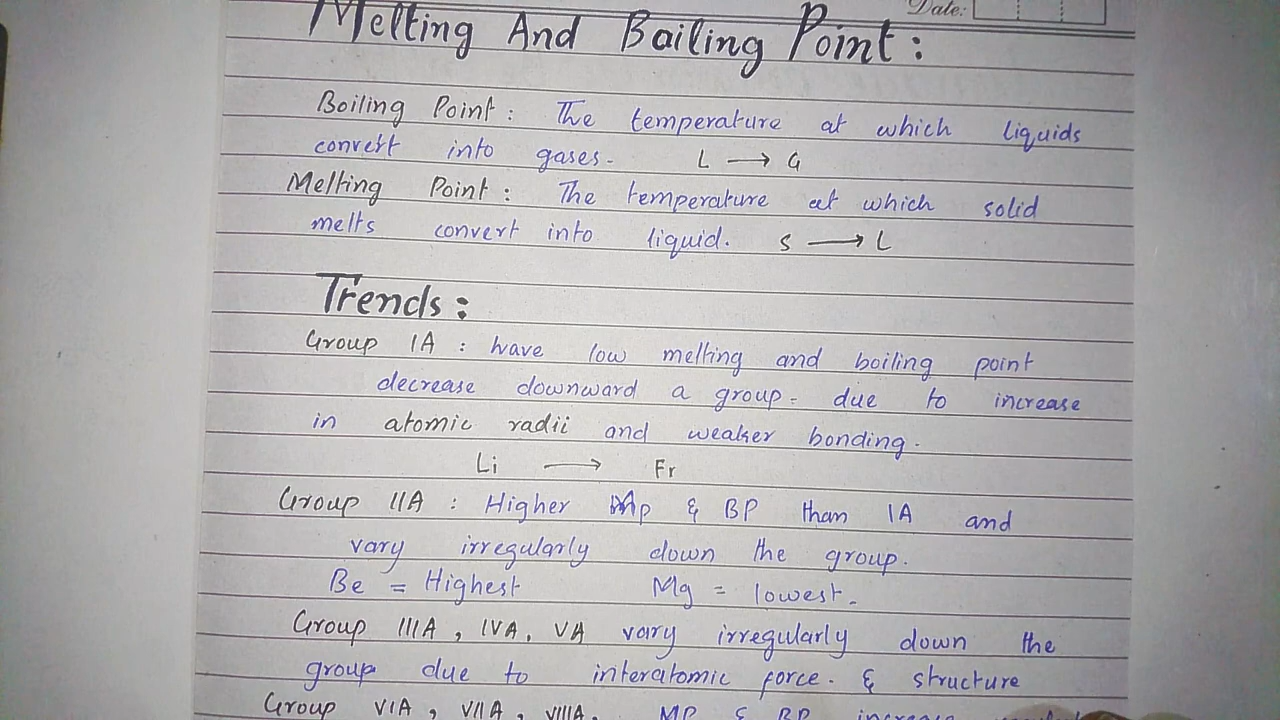 Date:
Melting And Bailing Point:
Boiling Point: The temperature at which liquids
convert into gases. L → G
Melting Point: The temperature at which solid
melts convert into liquid. S → L
Trends:
Group IA: have low melting and boiling point
decrease downward a group. due to increase
in atomic radii and weaker bonding.
Li → Fr
Group IIA: Higher Mp & BP than IA and
vary irregularly down the group.
Be = Highest Mg = lowest.
Group IIIA, IVA, VA vary irregularly down the
group due to interatomic force. & structure
Group VIA, VIIA, VIIIA. MP & BP increase